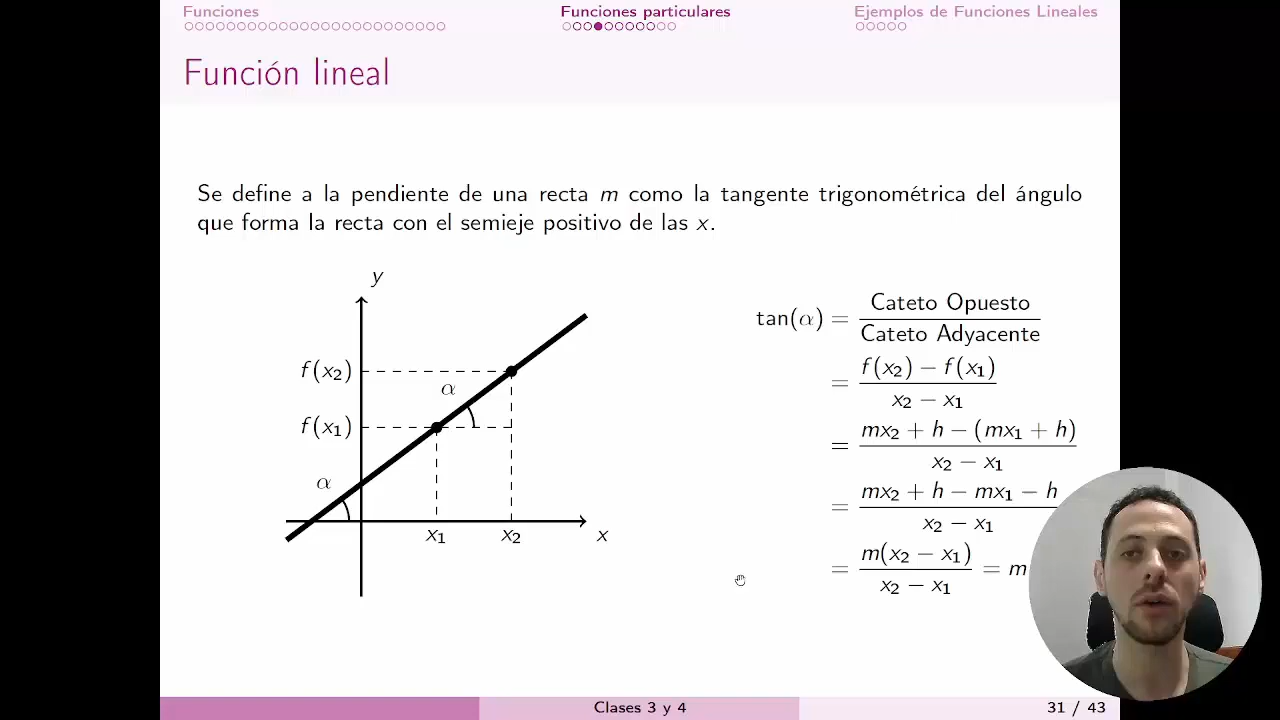 Funciones
Funciones particulares
Ejemplos de Funciones Lineales
Función lineal
Se define a la pendiente de una recta m como la tangente trigonométrica del ángulo
que forma la recta con el semieje positivo de las x.
y
f(x₂)
α
f(x₁)
α
x₁
x₂
x
tan(α) = Cateto Opuesto / Cateto Adyacente
= f(x₂) − f(x₁) / x₂ − x₁
= mx₂ + h − (mx₁ + h) / x₂ − x₁
= mx₂ + h − mx₁ − h / x₂ − x₁
= m(x₂ − x₁) / x₂ − x₁ = m
Clases 3 y 4
31 / 43